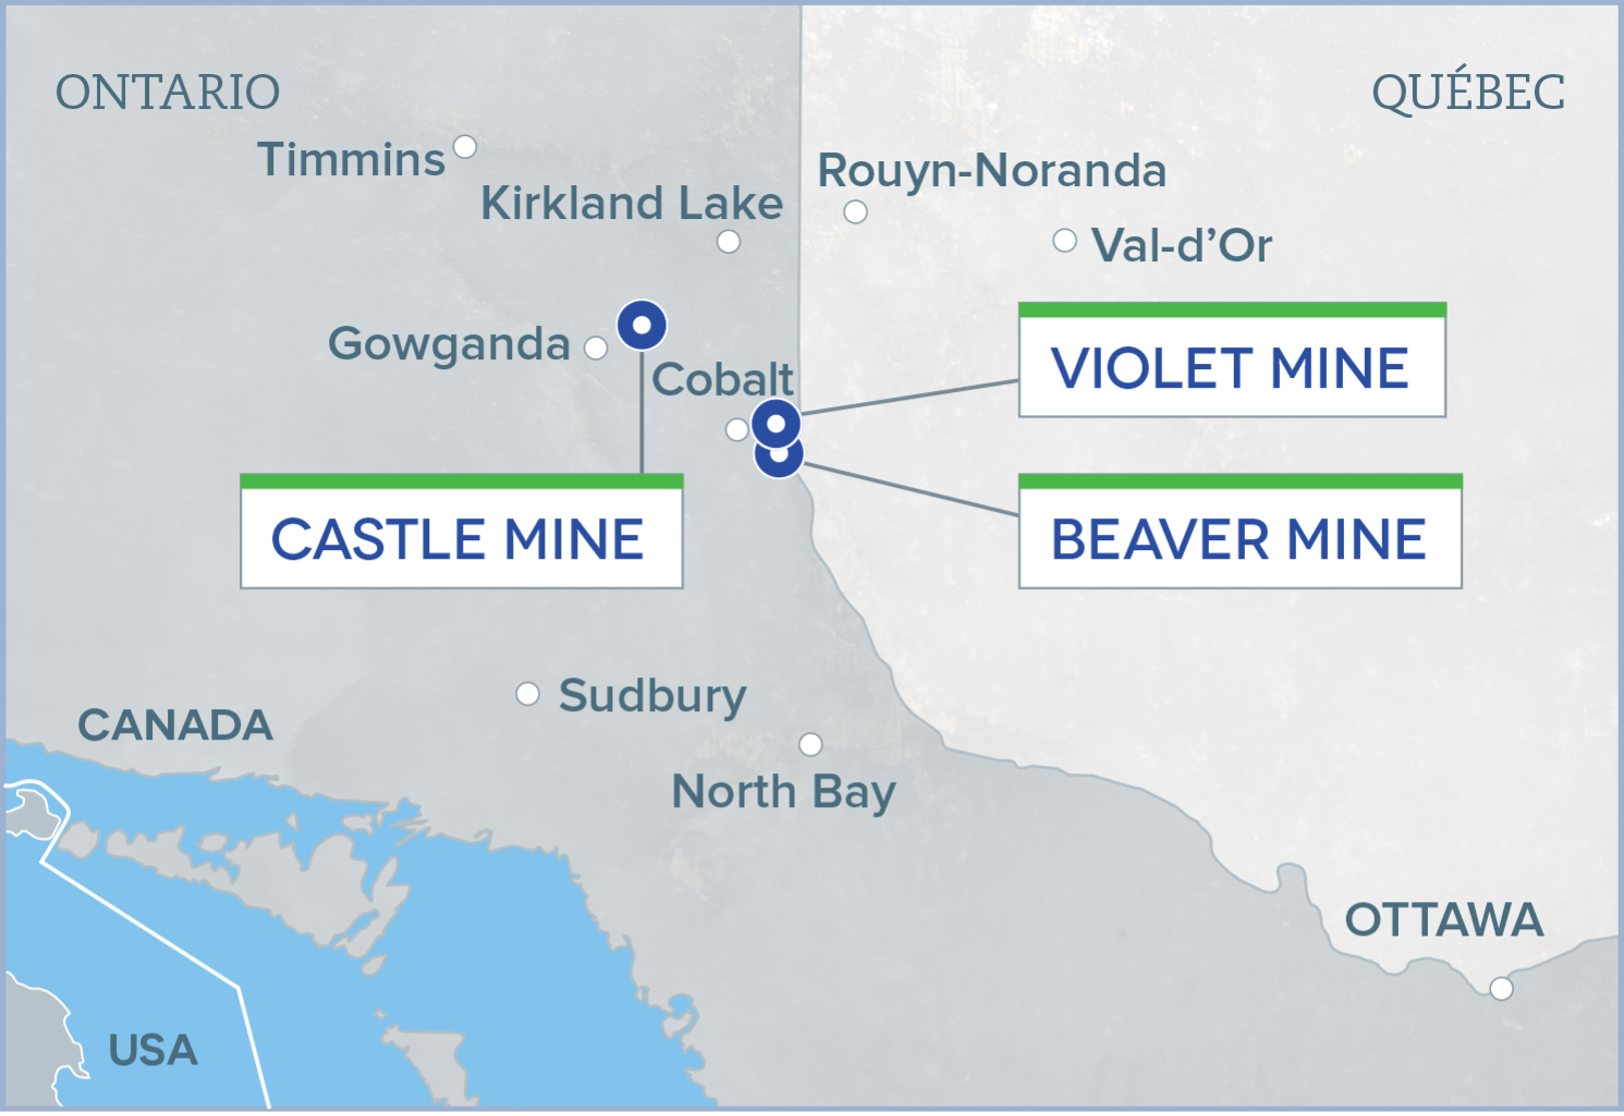 ONTARIO
QUÉBEC
Timmins
Rouyn-Noranda
Kirkland Lake
Val-d’Or
Gowganda
Cobalt
VIOLET MINE
CASTLE MINE
BEAVER MINE
Sudbury
CANADA
North Bay
OTTAWA
USA